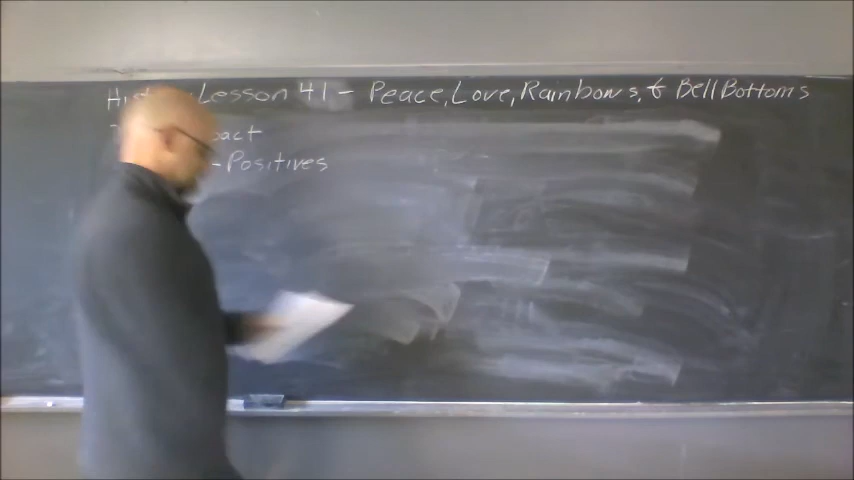 Lesson 41 - Peace, Love, Rainbows, & Bell Bottoms
- Positives